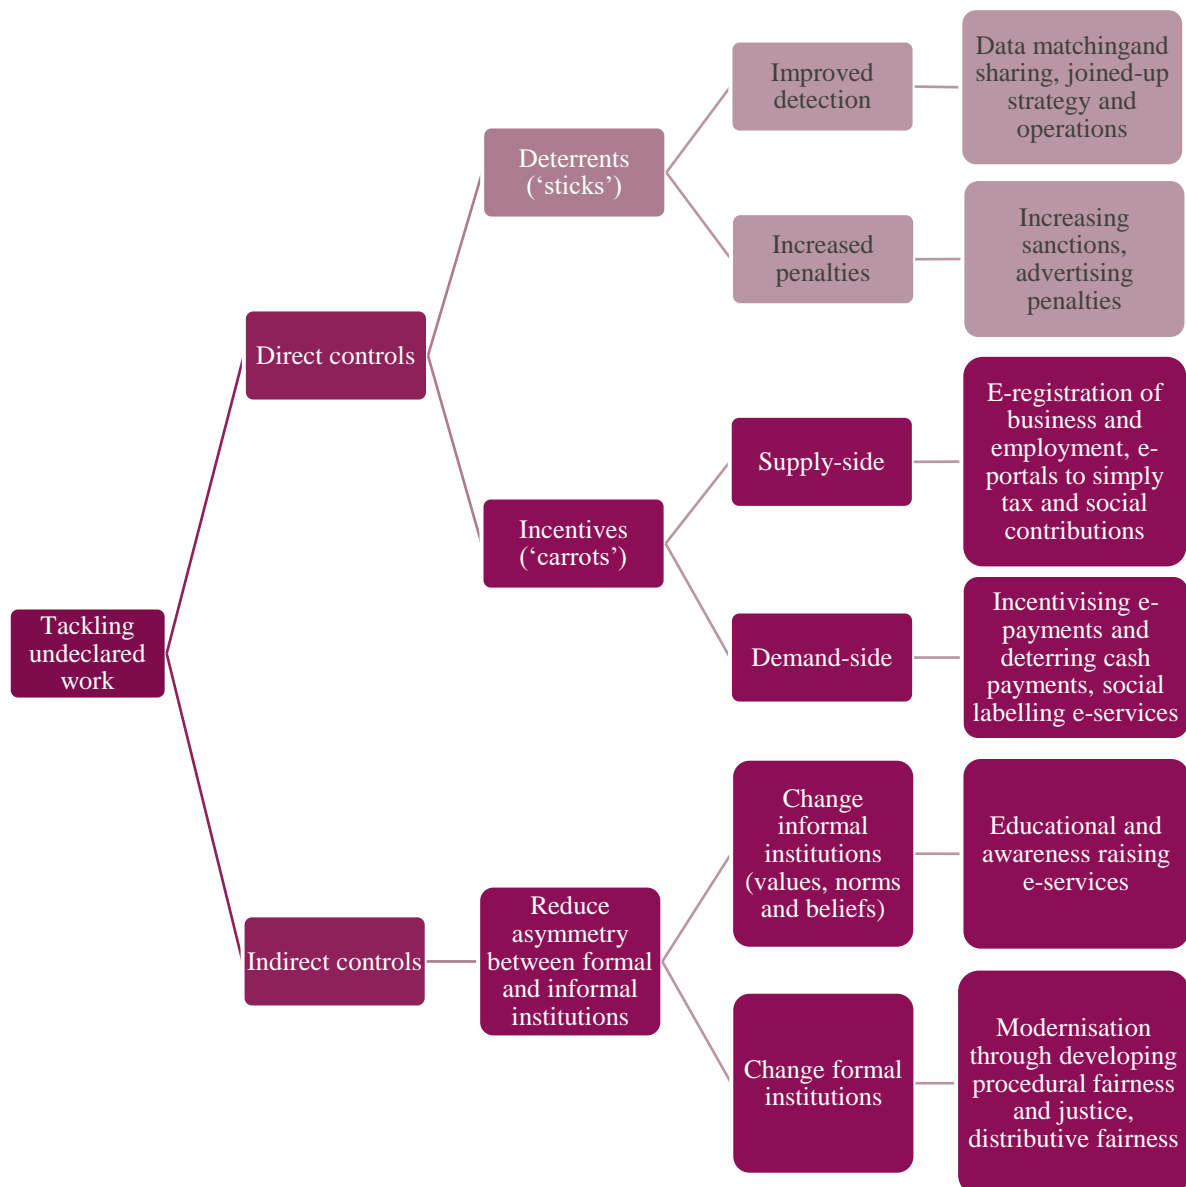 Tackling
undeclared
work
Direct controls
Deterrents
(‘sticks’)
Improved
detection
Data matchingand
sharing, joined-up
strategy and
operations
Increased
penalties
Increasing
sanctions,
advertising
penalties
Incentives
(‘carrots’)
Supply-side
E-registration of
business and
employment, e-
portals to simply
tax and social
contributions
Demand-side
Incentivising e-
payments and
deterring cash
payments, social
labelling e-services
Indirect controls
Reduce
asymmetry
between formal
and informal
institutions
Change
informal
institutions
(values, norms
and beliefs)
Educational and
awareness raising
e-services
Change formal
institutions
Modernisation
through developing
procedural fairness
and justice,
distributive fairness